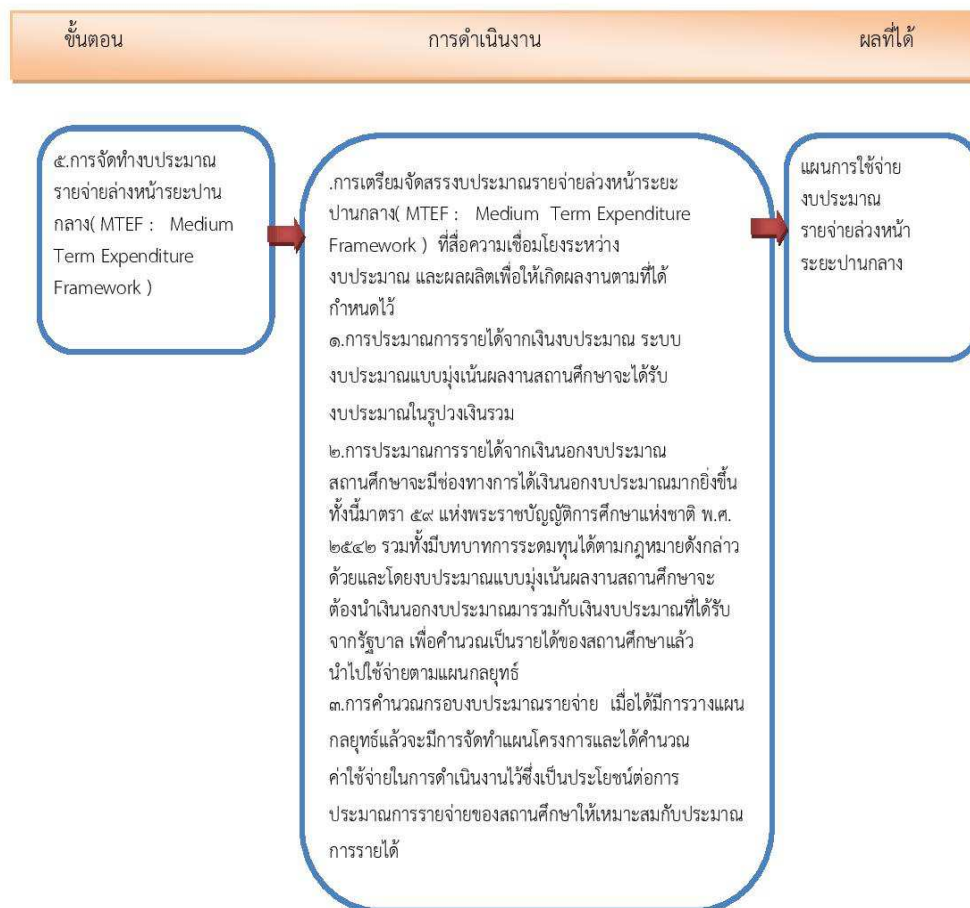 ขั้นตอน การดำเนินงาน ผลที่ได้
๕.การจัดทำงบประมาณ
รายจ่ายล่างหน้ารยะปาน
กลาง( MTEF : Medium
Term Expenditure
Framework )
.การเตรียมจัดสรรงบประมาณรายจ่ายล่วงหน้าระยะ
ปานกลาง( MTEF : Medium Term Expenditure
Framework ) ที่สื่อความเชื่อมโยงระหว่าง
งบประมาณ และผลผลิตเพื่อให้เกิดผลงานตามที่ได้
กำหนดไว้
๑.การประมาณการรายได้จากเงินงบประมาณ ระบบ
งบประมาณแบบมุ่งเน้นผลงานสถานศึกษาจะได้รับ
งบประมาณในรูปวงเงินรวม
๒.การประมาณการรายได้จากเงินนอกงบประมาณ
สถานศึกษาจะมีช่องทางการได้เงินนอกงบประมาณมากยิ่งขึ้น
ทั้งนี้มาตรา ๕๙ แห่งพระราชบัญญัติการศึกษาแห่งชาติ พ.ศ.
๒๕๔๒ รวมทั้งมีบทบาทการระดมทุนได้ตามกฎหมายดังกล่าว
ด้วยและโดยงบประมาณแบบมุ่งเน้นผลงานสถานศึกษาจะ
ต้องนำเงินนอกงบประมาณมารวมกับเงินงบประมาณที่ได้รับ
จากรัฐบาล เพื่อคำนวณเป็นรายได้ของสถานศึกษาแล้ว
นำไปใช้จ่ายตามแผนกลยุทธ์
๓.การคำนวณกรอบงบประมาณรายจ่าย เมื่อได้มีการวางแผน
กลยุทธ์แล้วจะมีการจัดทำแผนโครงการและได้คำนวณ
ค่าใช้จ่ายในการดำเนินงานไว้ซึ่งเป็นประโยชน์ต่อการ
ประมาณการรายจ่ายของสถานศึกษาให้เหมาะสมกับประมาณ
การรายได้
แผนการใช้จ่าย
งบประมาณ
รายจ่ายล่วงหน้า
ระยะปานกลาง